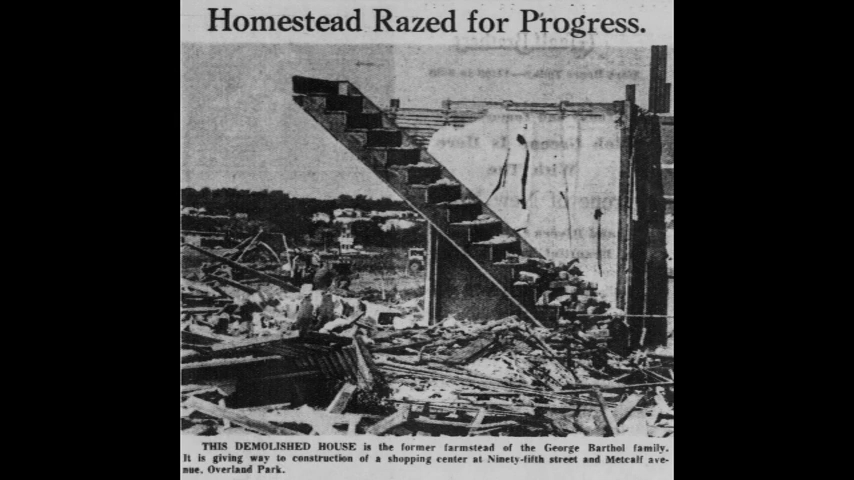 Homestead Razed for Progress.
THIS DEMOLISHED HOUSE is the former farmstead of the George Barthol family.
It is giving way to construction of a shopping center at Ninety-fifth street and Metcalf ave-
nue, Overland Park.